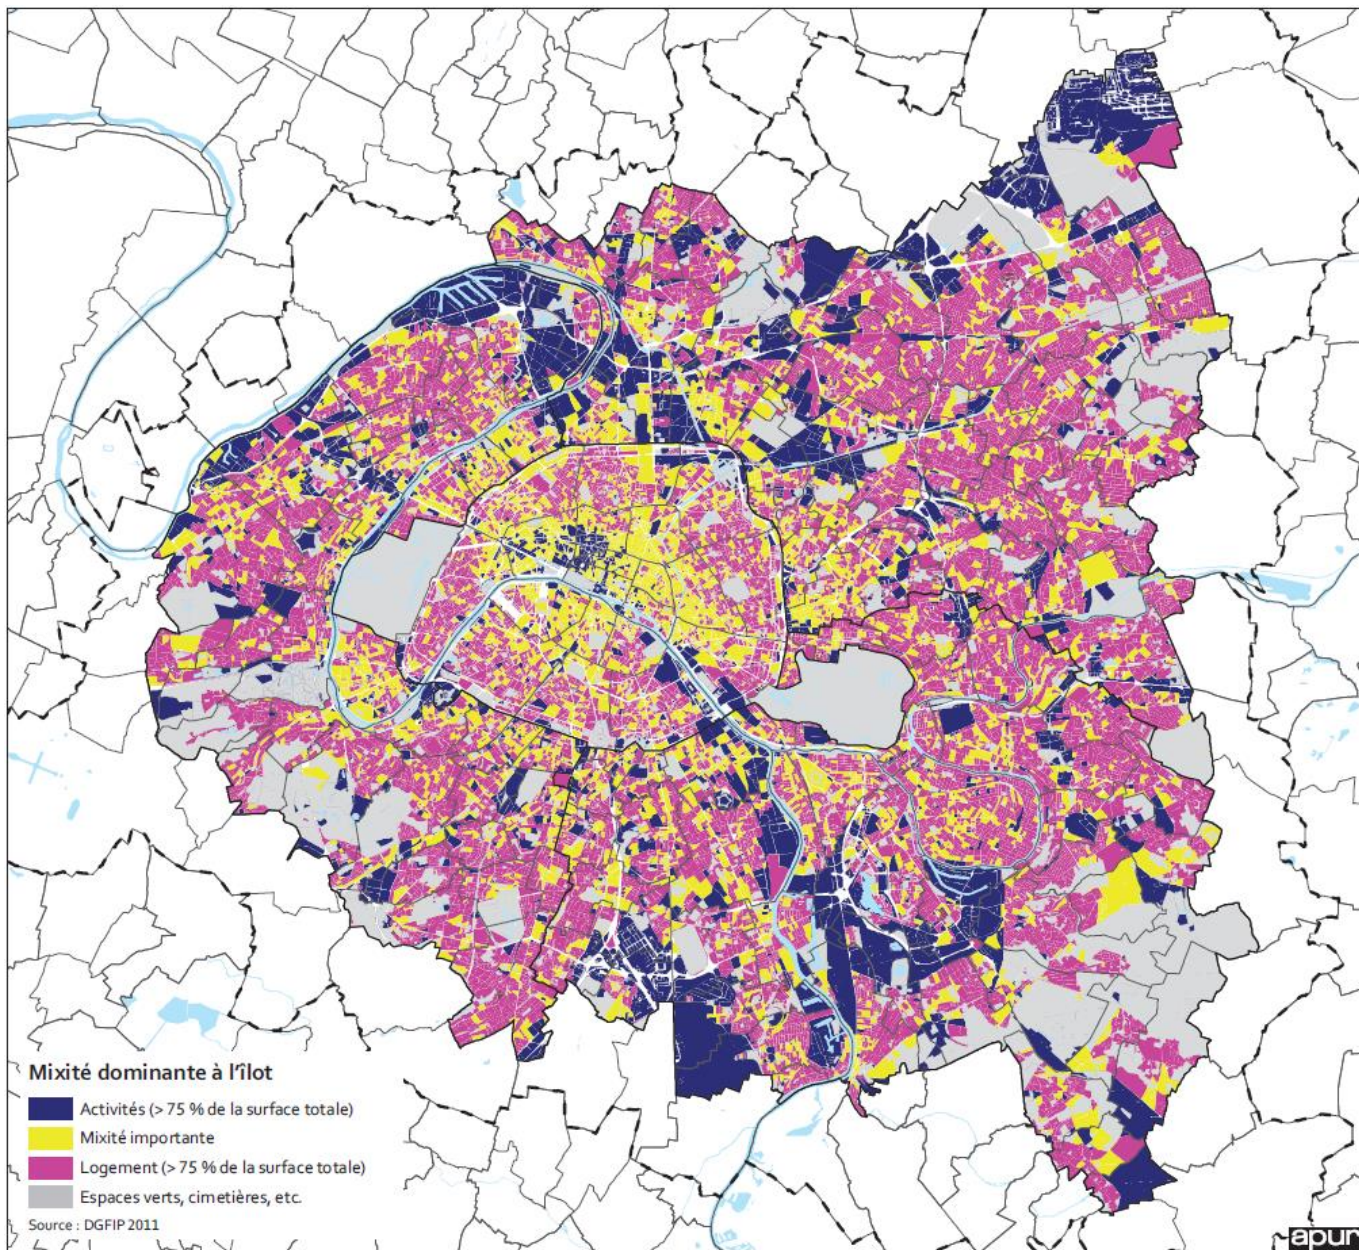 Mixité dominante à l'îlot
Activités (> 75 % de la surface totale)
Mixité importante
Logement (> 75 % de la surface totale)
Espaces verts, cimetières, etc.
Source : DGFIP 2011
apur